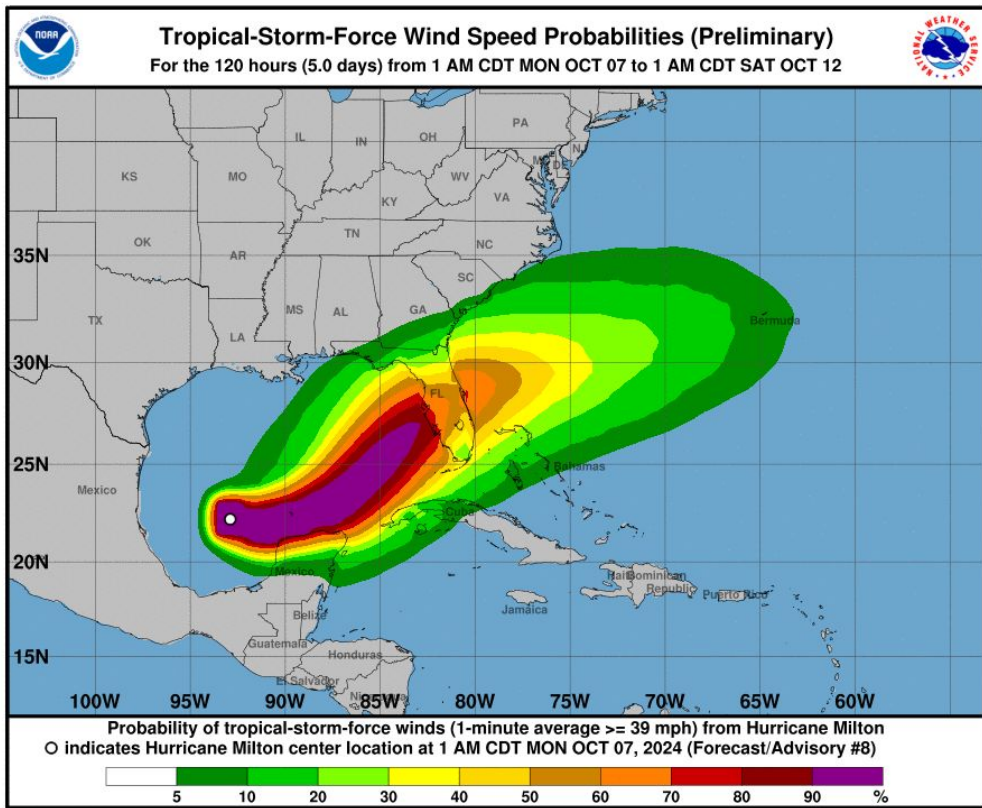 Tropical-Storm-Force Wind Speed Probabilities (Preliminary)
For the 120 hours (5.0 days) from 1 AM CDT MON OCT 07 to 1 AM CDT SAT OCT 12
NOAA
NATIONAL WEATHER SERVICE
PA
IL
IN
OH
KS
MO
WV
DE
KY
VA
OK
TN
NC
AR
35N
SC
MS
AL
GA
TX
LA
Bermuda
30N
FL
25N
Mexico
Bahamas
Cuba
20N
Mexico
Haiti
Dominican
Republic
Puerto Rico
Belize
Jamaica
Guatemala
Honduras
15N
El Salvador
Nicaragua
100W 95W 90W 85W 80W 75W 70W 65W 60W
Probability of tropical-storm-force winds (1-minute average >= 39 mph) from Hurricane Milton
O indicates Hurricane Milton center location at 1 AM CDT MON OCT 07, 2024 (Forecast/Advisory #8)
5 10 20 30 40 50 60 70 80 90 %